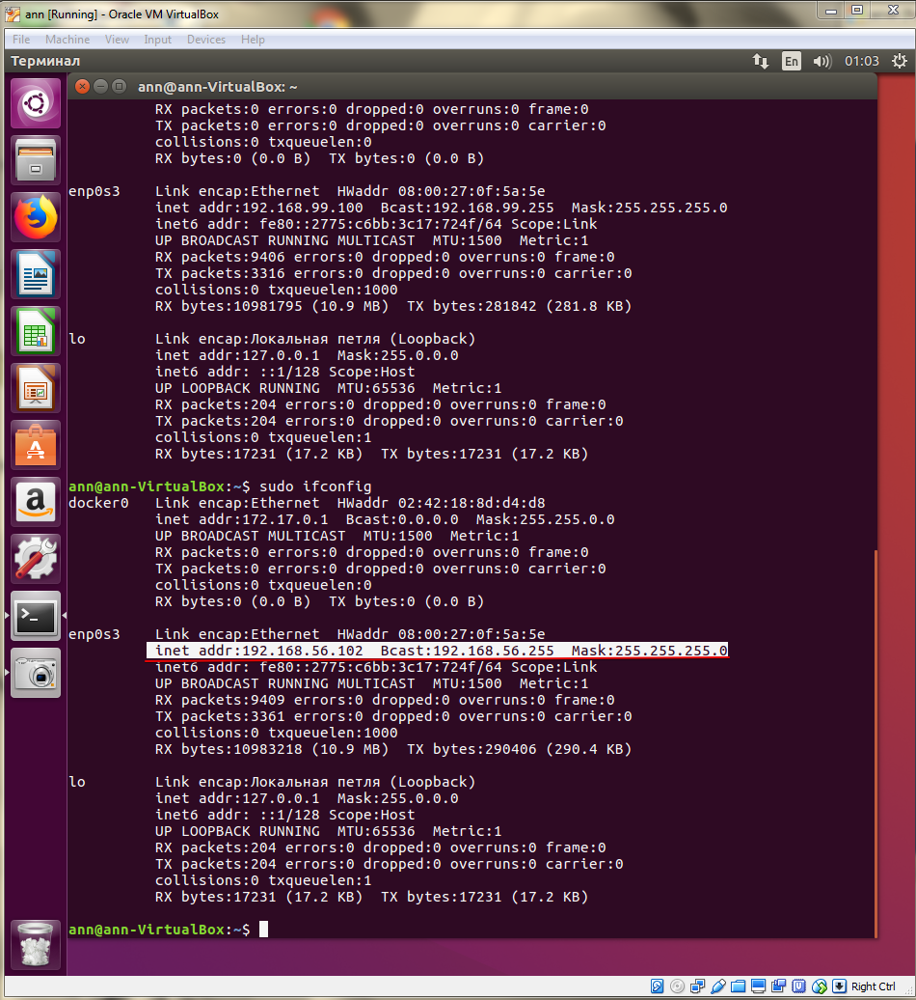 ann [Running] - Oracle VM VirtualBox
File Machine View Input Devices Help
Терминал En 01:03
ann@ann-VirtualBox: ~
RX packets:0 errors:0 dropped:0 overruns:0 frame:0
TX packets:0 errors:0 dropped:0 overruns:0 carrier:0
collisions:0 txqueuelen:0
RX bytes:0 (0.0 B)  TX bytes:0 (0.0 B)
enp0s3    Link encap:Ethernet  HWaddr 08:00:27:0f:5a:5e
inet addr:192.168.99.100  Bcast:192.168.99.255  Mask:255.255.255.0
inet6 addr: fe80::2775:c6bb:3c17:724f/64 Scope:Link
UP BROADCAST RUNNING MULTICAST  MTU:1500  Metric:1
RX packets:9406 errors:0 dropped:0 overruns:0 frame:0
TX packets:3316 errors:0 dropped:0 overruns:0 carrier:0
collisions:0 txqueuelen:1000
RX bytes:10981795 (10.9 MB)  TX bytes:281842 (281.8 KB)
lo        Link encap:Локальная петля (Loopback)
inet addr:127.0.0.1  Mask:255.0.0.0
inet6 addr: ::1/128 Scope:Host
UP LOOPBACK RUNNING  MTU:65536  Metric:1
RX packets:204 errors:0 dropped:0 overruns:0 frame:0
TX packets:204 errors:0 dropped:0 overruns:0 carrier:0
collisions:0 txqueuelen:1
RX bytes:17231 (17.2 KB)  TX bytes:17231 (17.2 KB)
ann@ann-VirtualBox:~$ sudo ifconfig
docker0   Link encap:Ethernet  HWaddr 02:42:18:8d:d4:d8
inet addr:172.17.0.1  Bcast:0.0.0.0  Mask:255.255.0.0
UP BROADCAST MULTICAST  MTU:1500  Metric:1
RX packets:0 errors:0 dropped:0 overruns:0 frame:0
TX packets:0 errors:0 dropped:0 overruns:0 carrier:0
collisions:0 txqueuelen:0
RX bytes:0 (0.0 B)  TX bytes:0 (0.0 B)
enp0s3    Link encap:Ethernet  HWaddr 08:00:27:0f:5a:5e
inet addr:192.168.56.102  Bcast:192.168.56.255  Mask:255.255.255.0
inet6 addr: fe80::2775:c6bb:3c17:724f/64 Scope:Link
UP BROADCAST RUNNING MULTICAST  MTU:1500  Metric:1
RX packets:9409 errors:0 dropped:0 overruns:0 frame:0
TX packets:3361 errors:0 dropped:0 overruns:0 carrier:0
collisions:0 txqueuelen:1000
RX bytes:10983218 (10.9 MB)  TX bytes:290406 (290.4 KB)
lo        Link encap:Локальная петля (Loopback)
inet addr:127.0.0.1  Mask:255.0.0.0
inet6 addr: ::1/128 Scope:Host
UP LOOPBACK RUNNING  MTU:65536  Metric:1
RX packets:204 errors:0 dropped:0 overruns:0 frame:0
TX packets:204 errors:0 dropped:0 overruns:0 carrier:0
collisions:0 txqueuelen:1
RX bytes:17231 (17.2 KB)  TX bytes:17231 (17.2 KB)
ann@ann-VirtualBox:~$
Right Ctrl